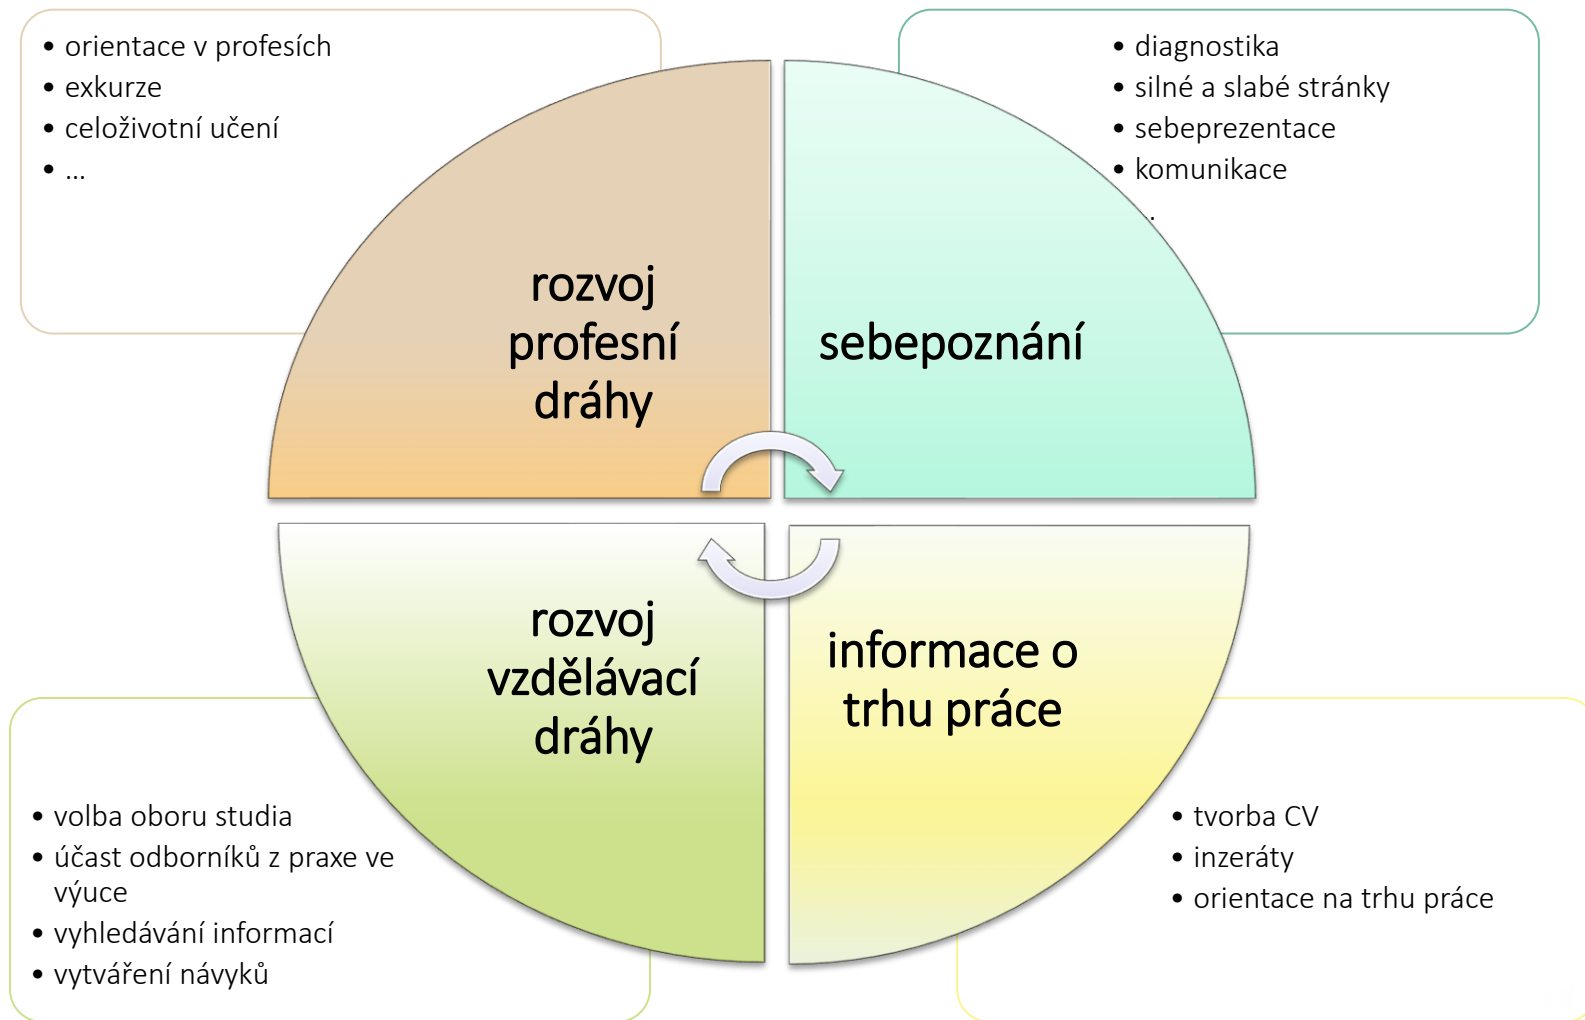 • orientace v profesích
• exkurze
• celoživotní učení
• ...
• diagnostika
• silné a slabé stránky
• sebeprezentace
• komunikace
.
rozvoj
profesní
dráhy
sebepoznání
rozvoj
vzdělávací
dráhy
informace o
trhu práce
• volba oboru studia
• účast odborníků z praxe ve
výuce
• vyhledávání informací
• vytváření návyků
• tvorba CV
• inzeráty
• orientace na trhu práce